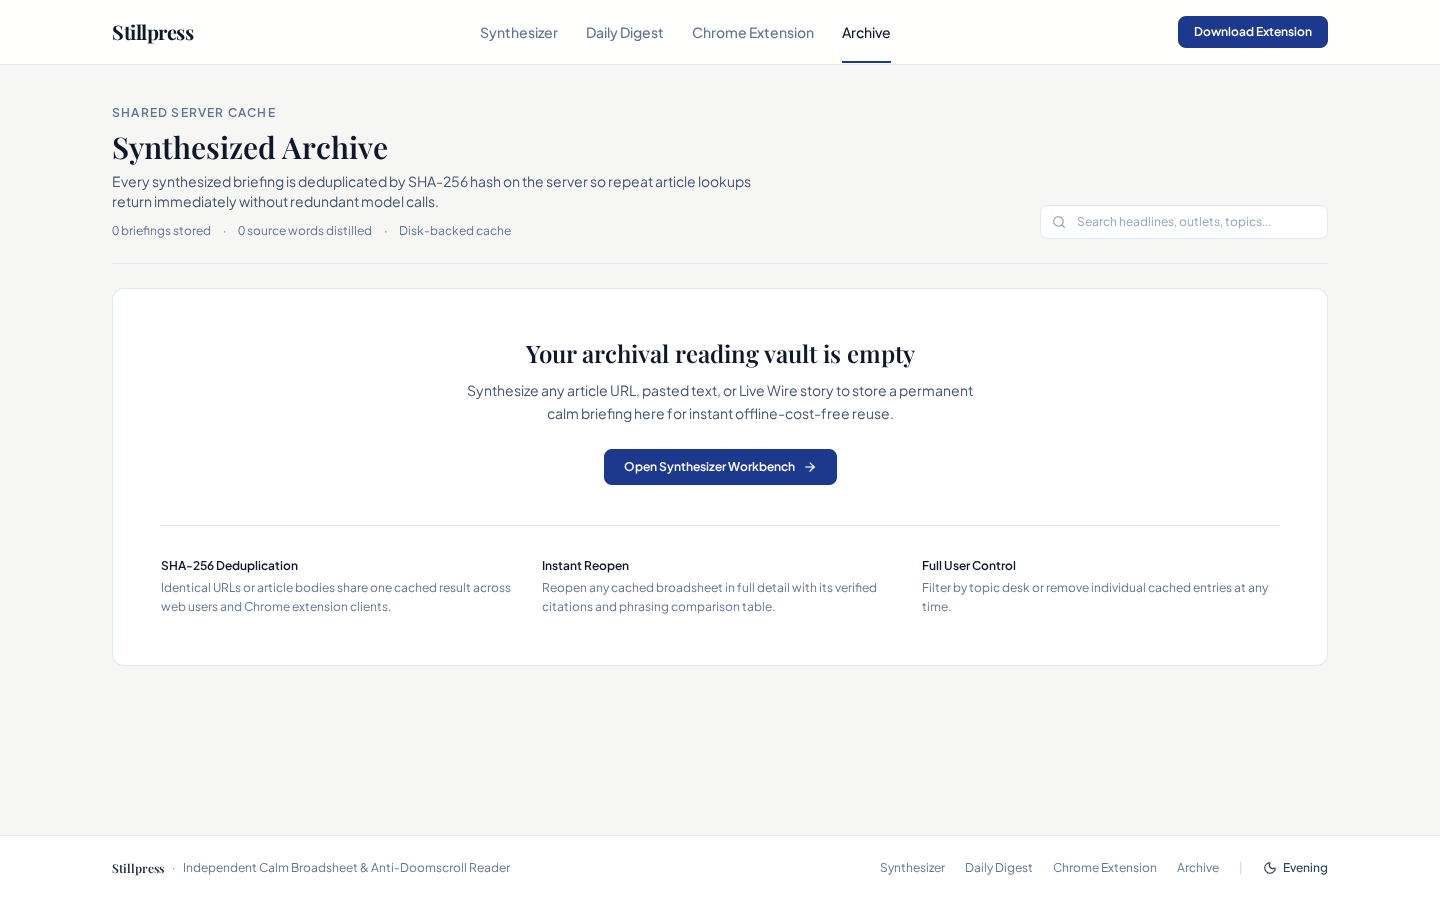 Stillpress
Synthesizer
Daily Digest
Chrome Extension
Archive
Download Extension
SHARED SERVER CACHE
Synthesized Archive
Every synthesized briefing is deduplicated by SHA-256 hash on the server so repeat article lookups
return immediately without redundant model calls.
0 briefings stored · 0 source words distilled · Disk-backed cache
Search headlines, outlets, topics...
Your archival reading vault is empty
Synthesize any article URL, pasted text, or Live Wire story to store a permanent
calm briefing here for instant offline-cost-free reuse.
Open Synthesizer Workbench
SHA-256 Deduplication
Identical URLs or article bodies share one cached result across
web users and Chrome extension clients.
Instant Reopen
Reopen any cached broadsheet in full detail with its verified
citations and phrasing comparison table.
Full User Control
Filter by topic desk or remove individual cached entries at any
time.
Stillpress · Independent Calm Broadsheet & Anti-Doomscroll Reader
Synthesizer
Daily Digest
Chrome Extension
Archive
Evening